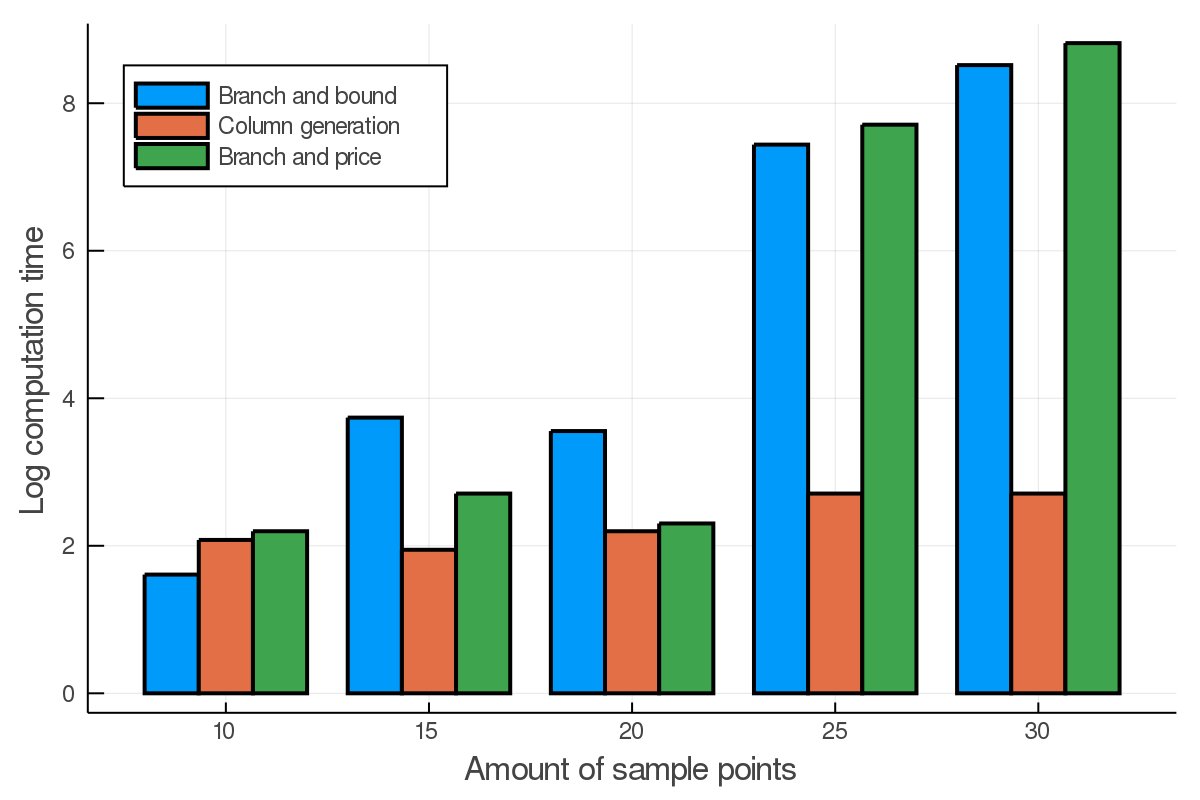 Branch and bound
Column generation
Branch and price
8
6
4
2
0
Log computation time
10 15 20 25 30
Amount of sample points